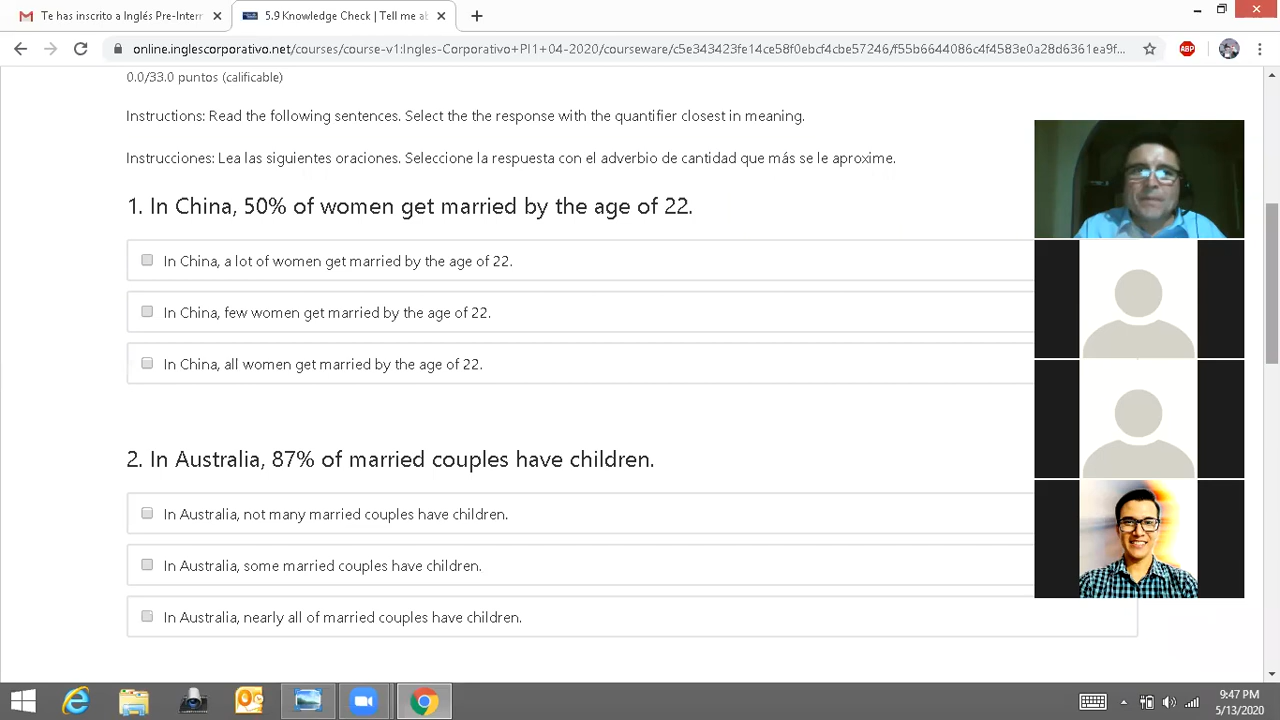 Te has inscrito a Inglés Pre-Interr
5.9 Knowledge Check | Tell me ab
online.inglescorporativo.net/courses/course-v1:Ingles-Corporativo+PI1+04-2020/courseware/c5e343423fe14ce58f0ebcf4cbe57246/f55b6644086c4f4583e0a28d6361ea9f...
ABP
0.0/33.0 puntos (calificable)
Instructions: Read the following sentences. Select the the response with the quantifier closest in meaning.
Instrucciones: Lea las siguientes oraciones. Seleccione la respuesta con el adverbio de cantidad que más se le aproxime.
1. In China, 50% of women get married by the age of 22.
In China, a lot of women get married by the age of 22.
In China, few women get married by the age of 22.
In China, all women get married by the age of 22.
2. In Australia, 87% of married couples have children.
In Australia, not many married couples have children.
In Australia, some married couples have children.
In Australia, nearly all of married couples have children.
9:47 PM
5/13/2020